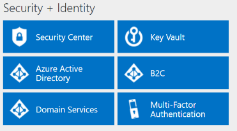 Security + Identity
Security Center
Key Vault
Azure Active
Directory
B2C
Domain Services
Multi-Factor
Authentication